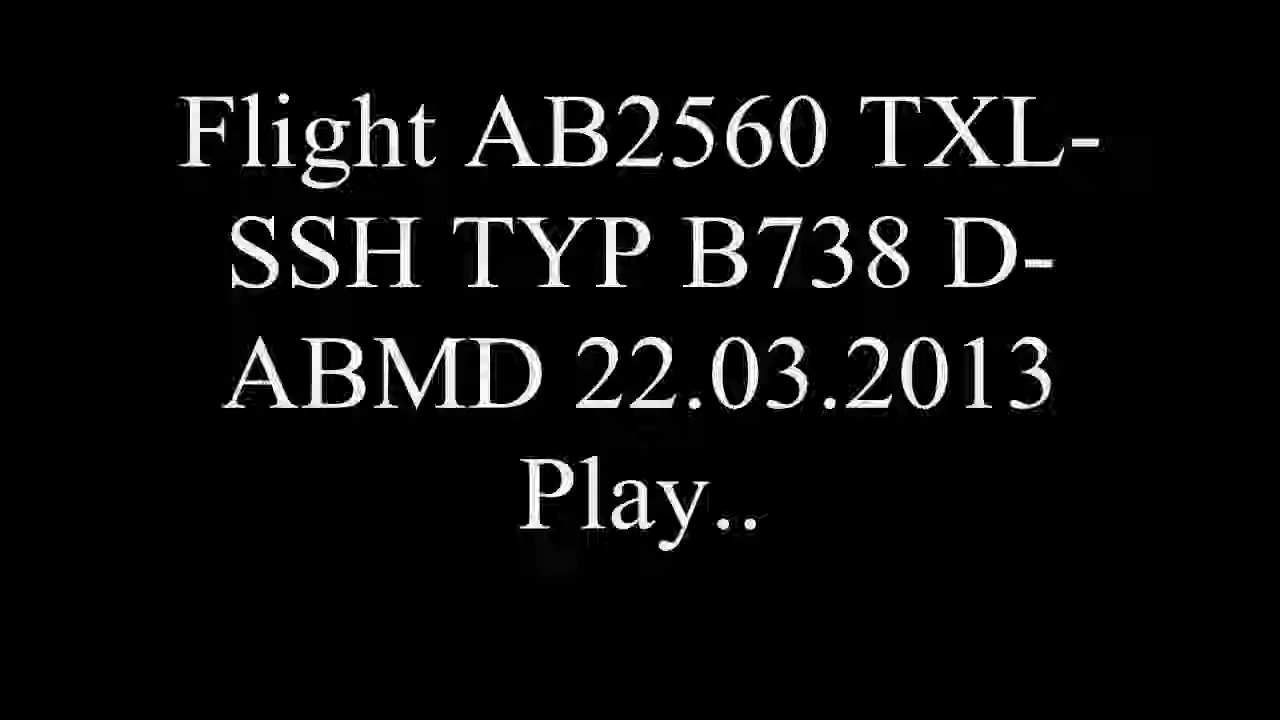 Flight AB2560 TXL-
SSH TYP B738 D-
ABMD 22.03.2013
Play..